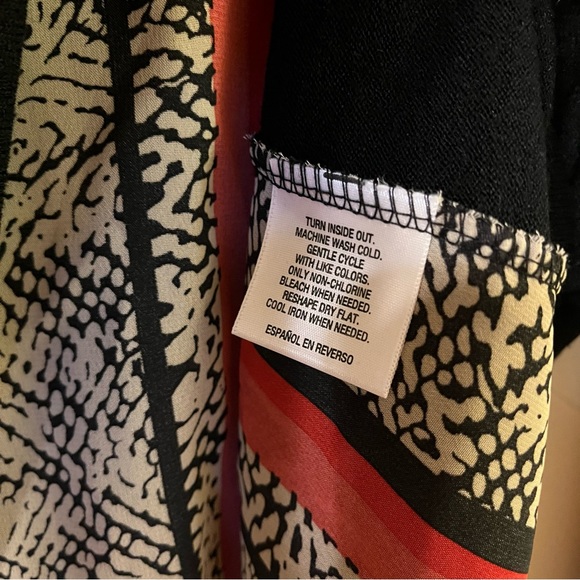 TURN INSIDE OUT.
MACHINE WASH COLD.
GENTLE CYCLE
WITH LIKE COLORS.
ONLY NON-CHLORINE
BLEACH WHEN NEEDED.
RESHAPE DRY FLAT.
COOL IRON WHEN NEEDED.
ESPAÑOL EN REVERSO